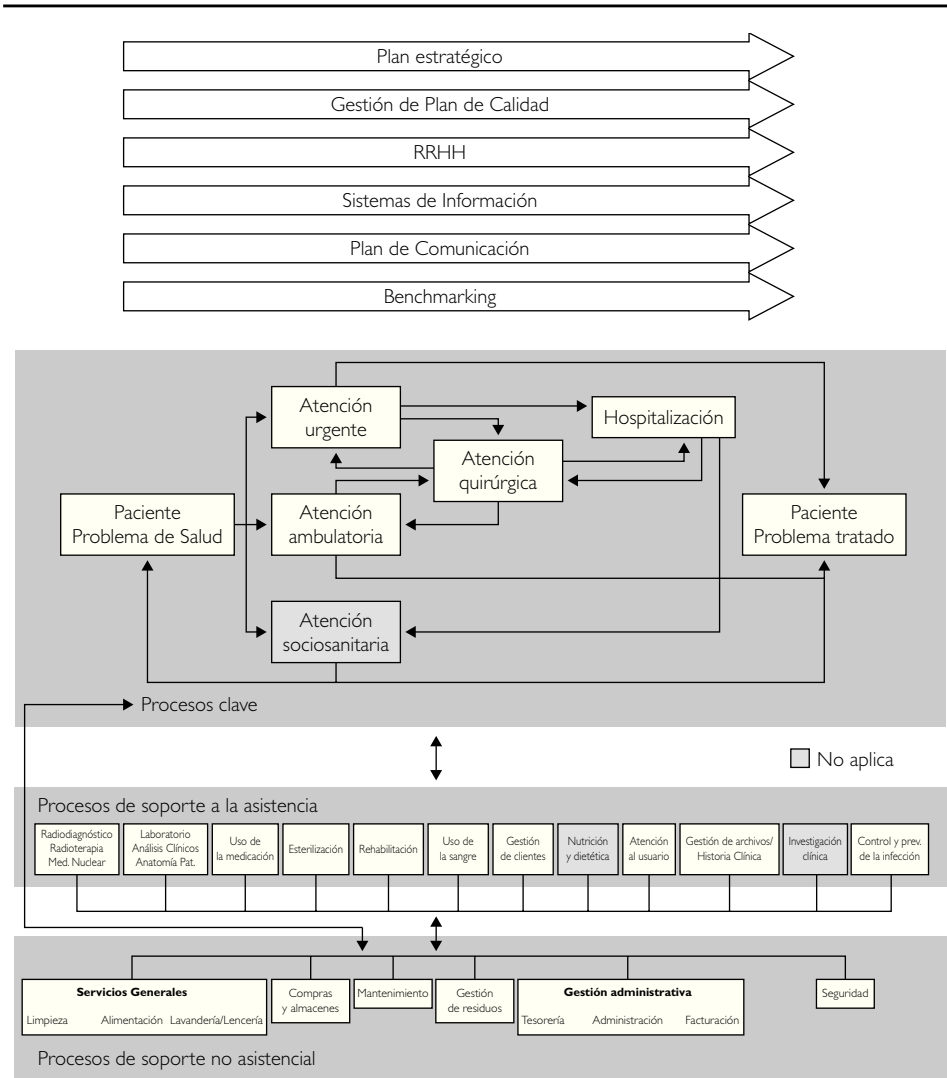 Plan estratégico
Gestión de Plan de Calidad
RRHH
Sistemas de Información
Plan de Comunicación
Benchmarking
Atención
urgente
Hospitalización
Atención
quirúrgica
Paciente
Problema de Salud
Atención
ambulatoria
Paciente
Problema tratado
Atención
sociosanitaria
Procesos clave
No aplica
Procesos de soporte a la asistencia
Radiodiagnóstico
Radioterapia
Med. Nuclear
Laboratorio
Análisis Clínicos
Anatomía Pat.
Uso de
la medicación
Esterilización
Rehabilitación
Uso de
la sangre
Gestión
de clientes
Nutrición
y dietética
Atención
al usuario
Gestión de archivos/
Historia Clínica
Investigación
clínica
Control y prev.
de la infección
Servicios Generales
Limpieza Alimentación Lavandería/Lencería
Compras
y almacenes
Mantenimiento
Gestión
de residuos
Gestión administrativa
Tesorería Administración Facturación
Seguridad
Procesos de soporte no asistencial